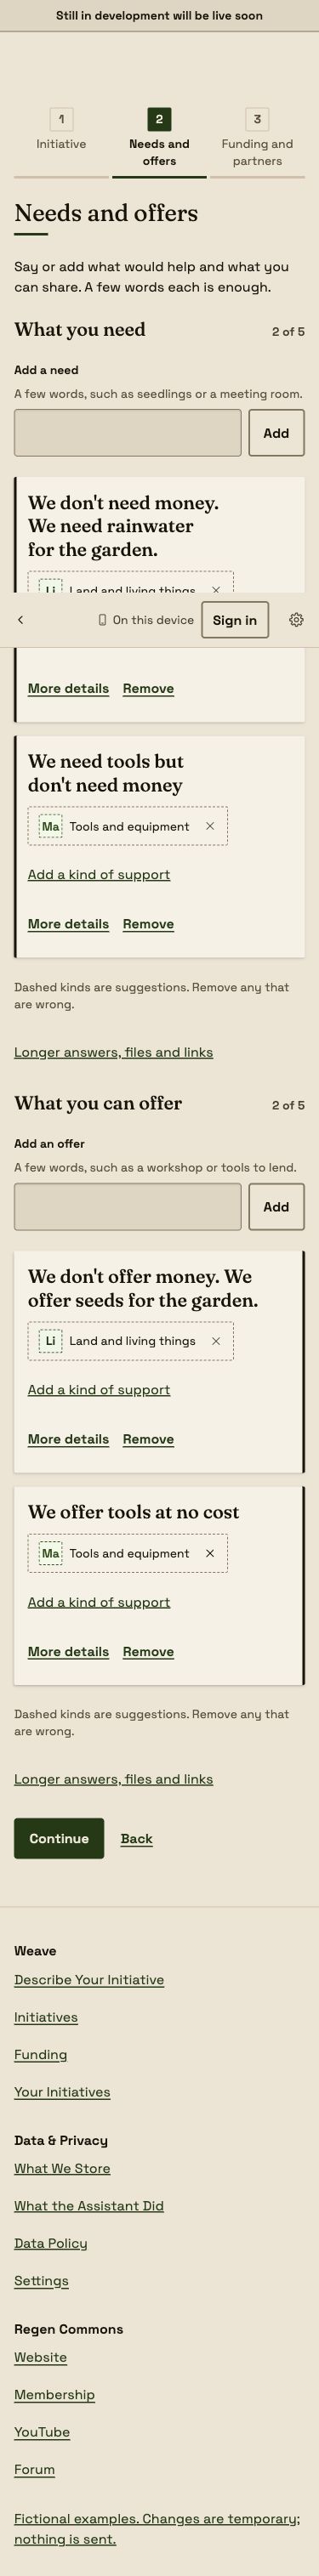 Still in development will be live soon
1
Initiative
2
Needs and
offers
3
Funding and
partners
Needs and offers
Say or add what would help and what you
can share. A few words each is enough.
What you need
2 of 5
Add a need
A few words, such as seedlings or a meeting room.
Add
We don't need money.
We need rainwater
for the garden.
Li Land and living things ×
On this device
Sign in
More details Remove
We need tools but
don't need money
Ma Tools and equipment ×
Add a kind of support
More details Remove
Dashed kinds are suggestions. Remove any that
are wrong.
Longer answers, files and links
What you can offer
2 of 5
Add an offer
A few words, such as a workshop or tools to lend.
Add
We don't offer money. We
offer seeds for the garden.
Li Land and living things ×
Add a kind of support
More details Remove
We offer tools at no cost
Ma Tools and equipment ×
Add a kind of support
More details Remove
Dashed kinds are suggestions. Remove any that
are wrong.
Longer answers, files and links
Continue Back
Weave
Describe Your Initiative
Initiatives
Funding
Your Initiatives
Data & Privacy
What We Store
What the Assistant Did
Data Policy
Settings
Regen Commons
Website
Membership
YouTube
Forum
Fictional examples. Changes are temporary;
nothing is sent.